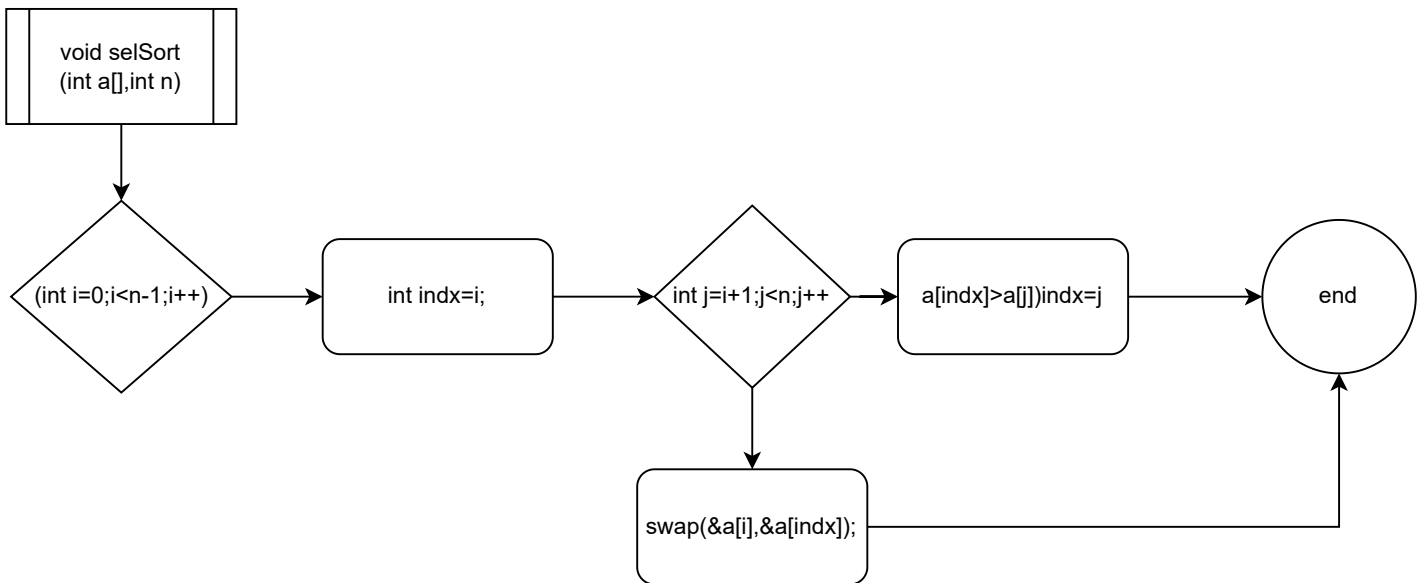 void selSort
(int a[],int n)
(int i=0;i<n-1;i++)
int indx=i;
int j=i+1;j<n;j++
a[indx]>a[j])indx=j
end
swap(&a[i],&a[indx]);